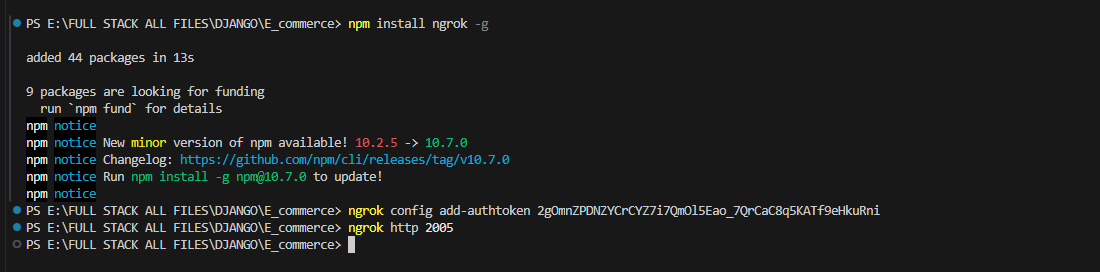 PS E:\FULL STACK ALL FILES\DJANGO\E_commerce> npm install ngrok -g
added 44 packages in 13s
9 packages are looking for funding
run `npm fund` for details
npm notice
npm notice New minor version of npm available! 10.2.5 -> 10.7.0
npm notice Changelog: https://github.com/npm/cli/releases/tag/v10.7.0
npm notice Run npm install -g npm@10.7.0 to update!
npm notice
PS E:\FULL STACK ALL FILES\DJANGO\E_commerce> ngrok config add-authtoken 2gOmnZPDNZYCrCYZ7i7QmOl5Eao_7QrCaC8q5KATf9eHkuRni
PS E:\FULL STACK ALL FILES\DJANGO\E_commerce> ngrok http 2005
PS E:\FULL STACK ALL FILES\DJANGO\E_commerce>